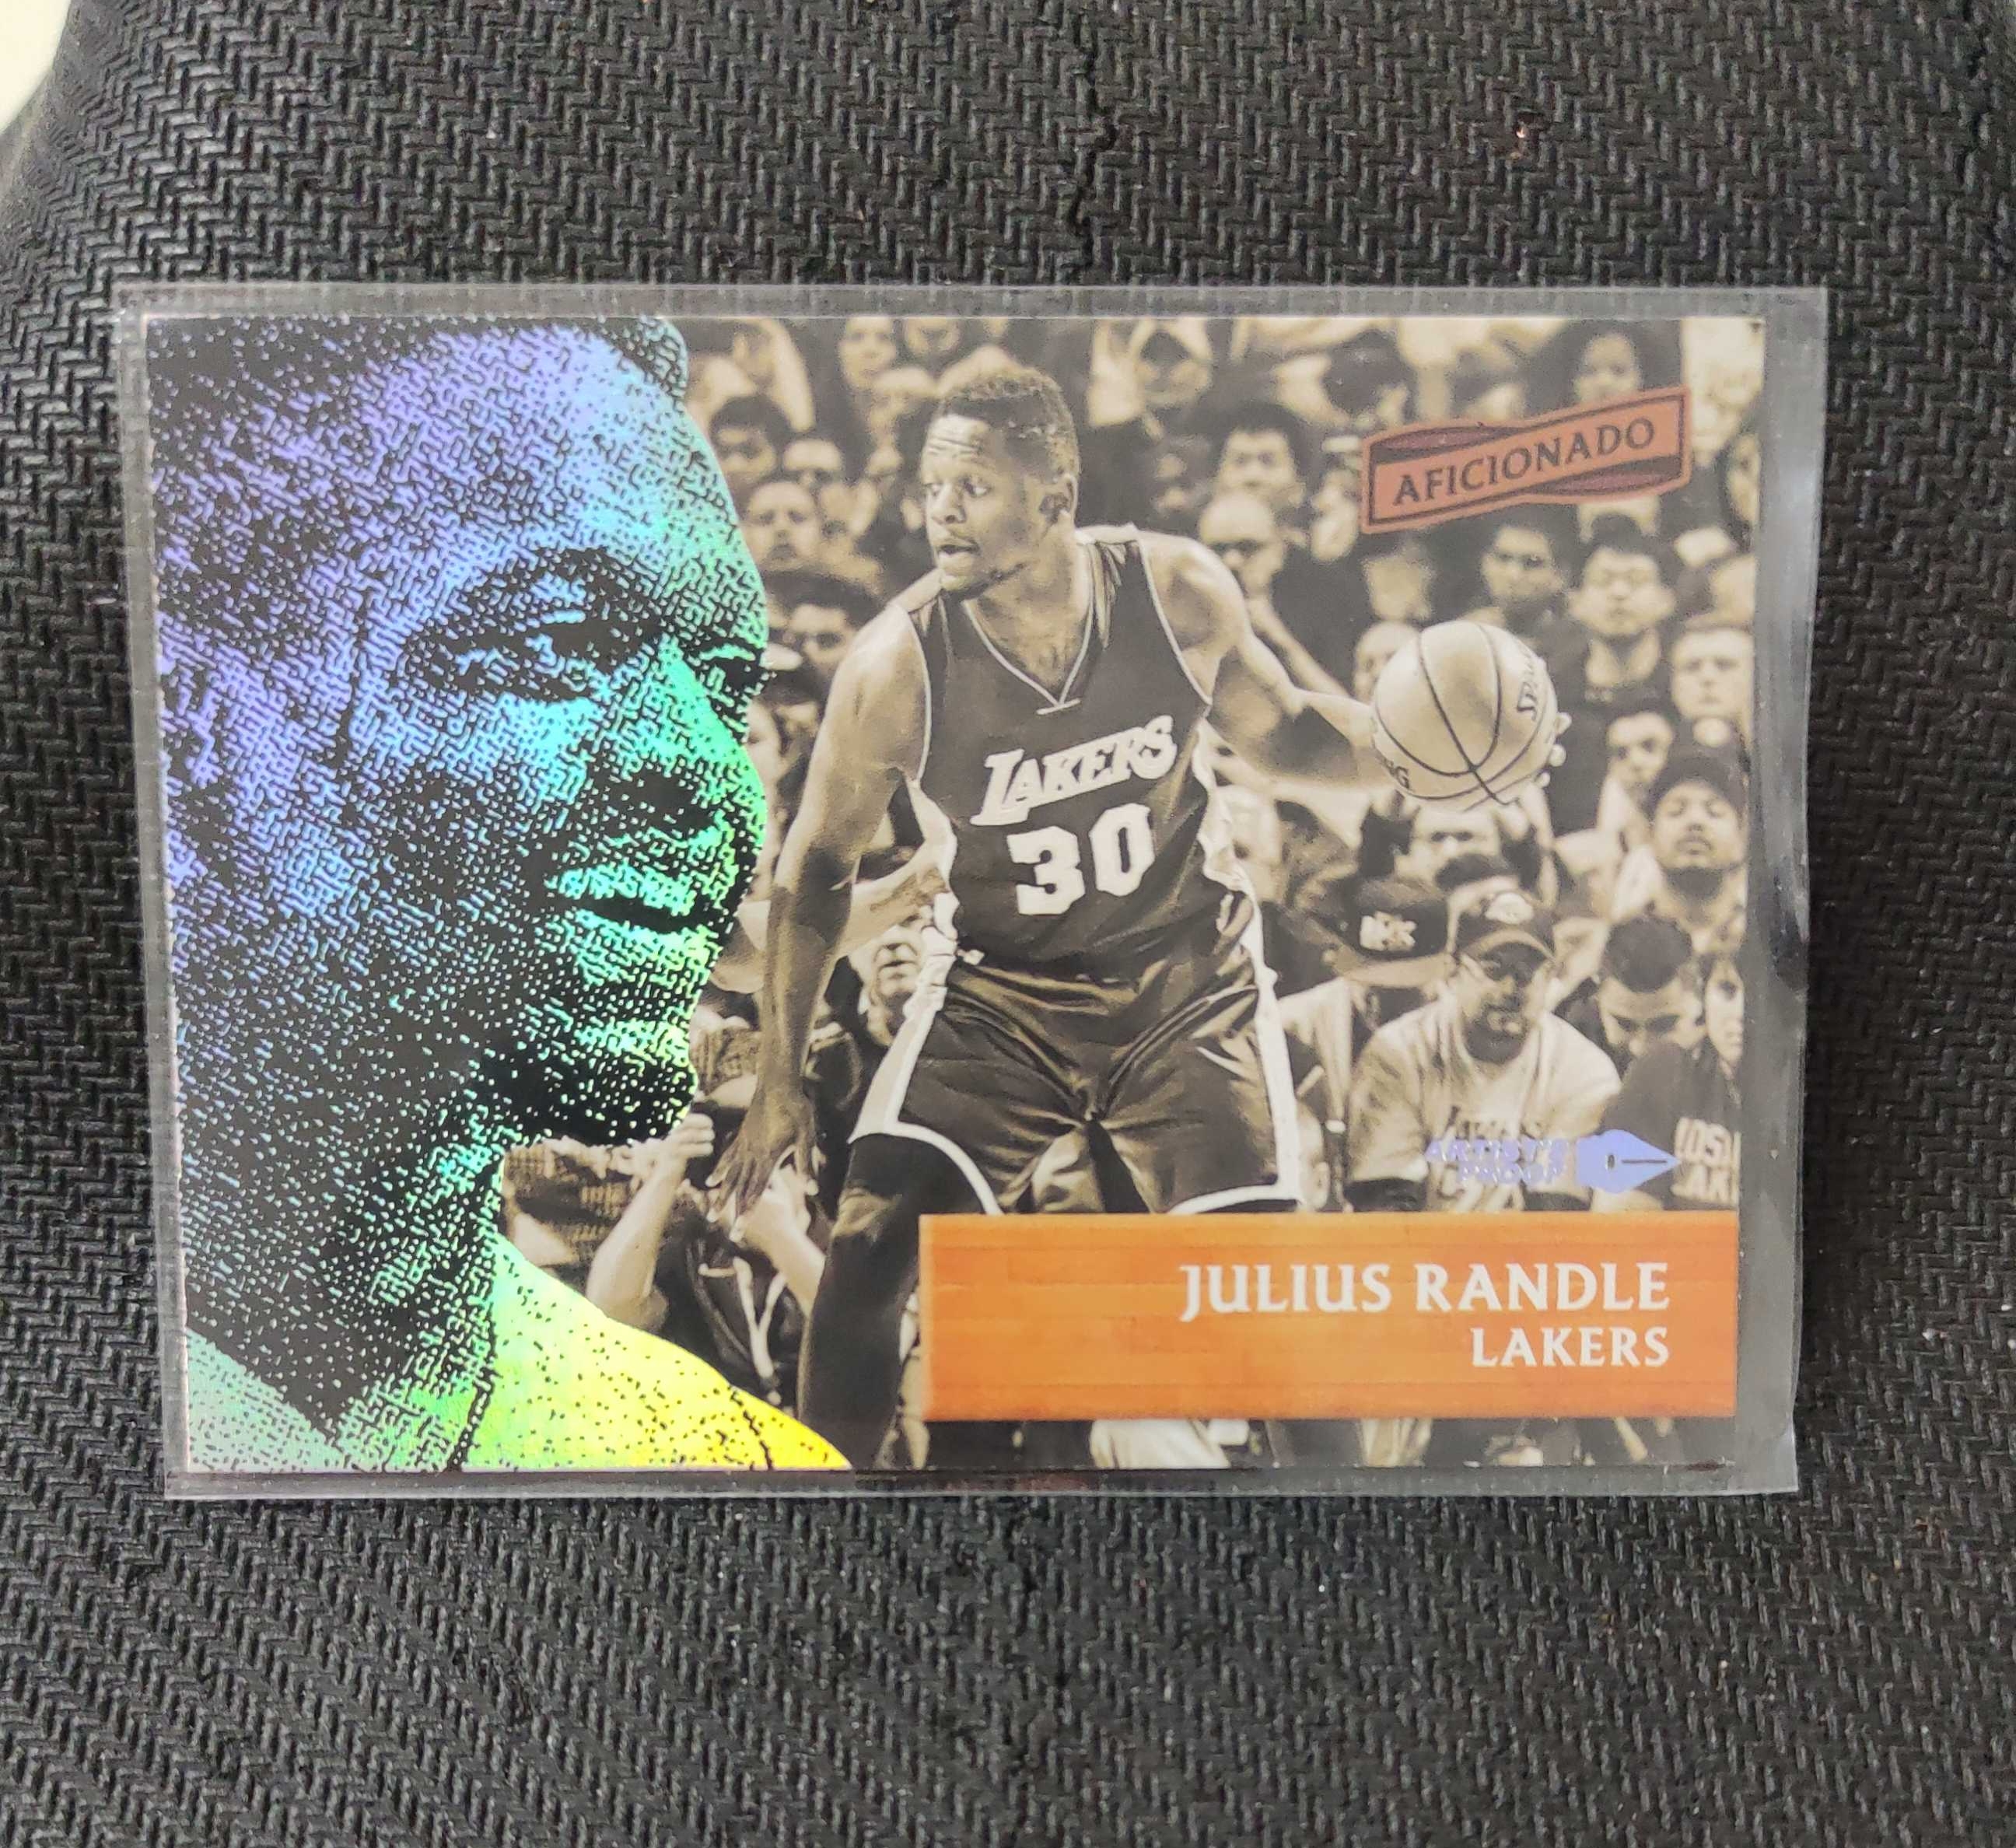 AFICIONADO
LAKERS
30
ARTIST'S
PROOF
JULIUS RANDLE
LAKERS